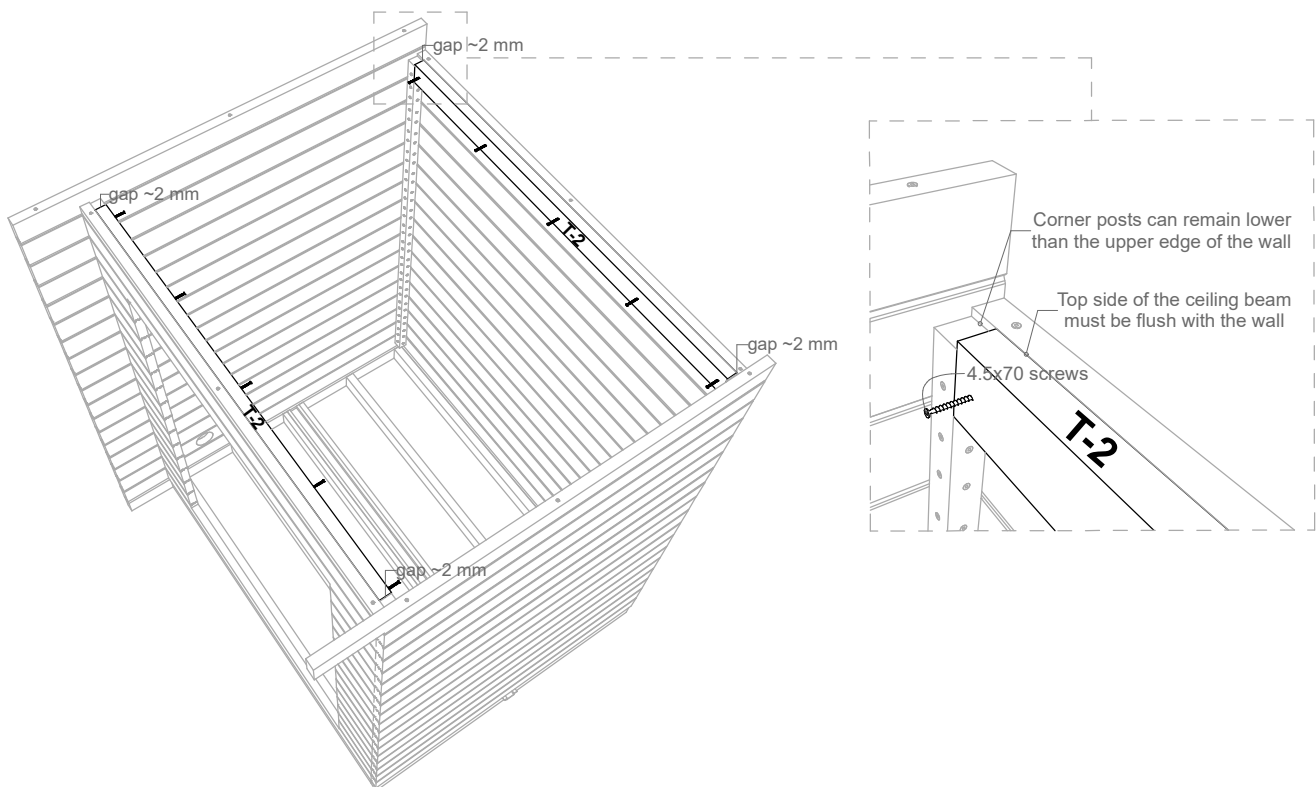 gap ~2 mm
gap ~2 mm
T-2
gap ~2 mm
T-2
gap ~2 mm
Corner posts can remain lower
than the upper edge of the wall
Top side of the ceiling beam
must be flush with the wall
4.5x70 screws
T-2